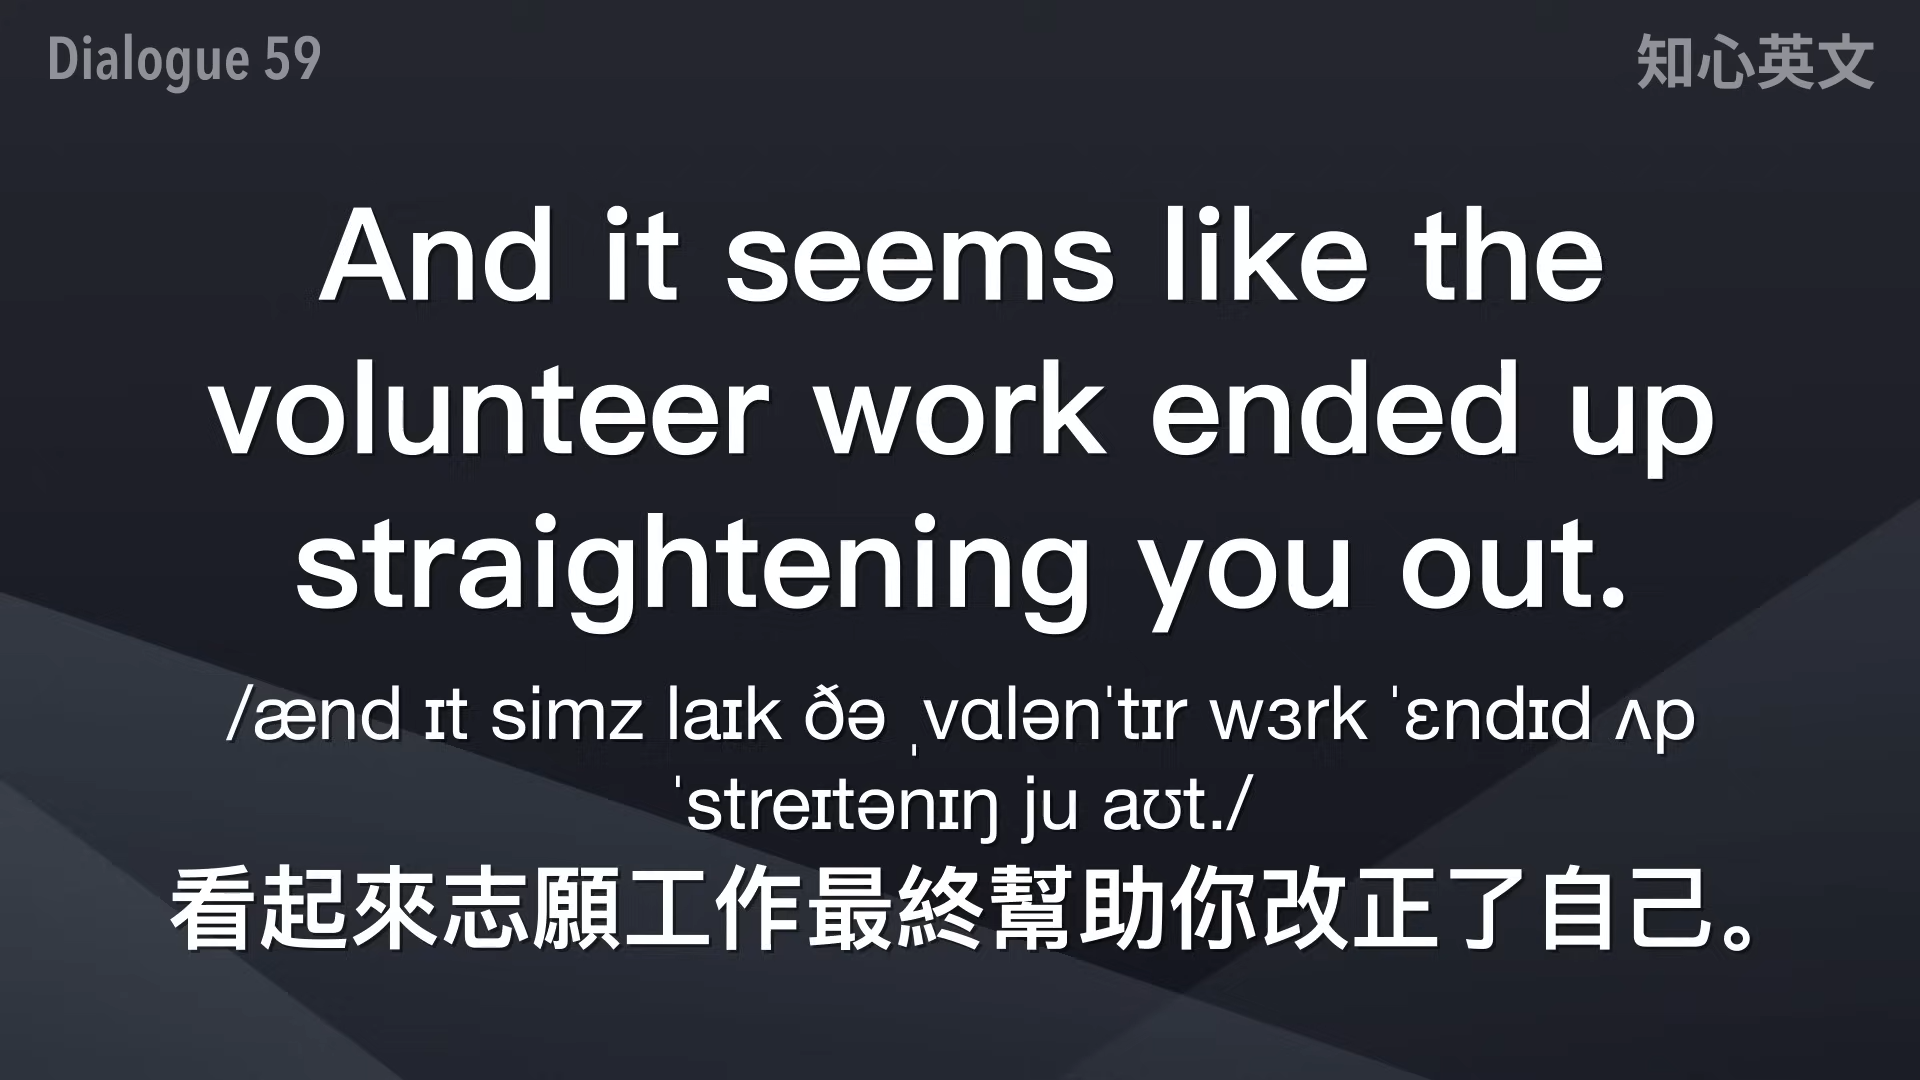 Dialogue 59
知心英文
And it seems like the
volunteer work ended up
straightening you out.
/ænd ɪt simz laɪk ðə ˌvɑlənˈtɪr wɜrk ˈɛndɪd ʌp
ˈstreɪtənɪŋ ju aʊt./
看起來志願工作最終幫助你改正了自己。